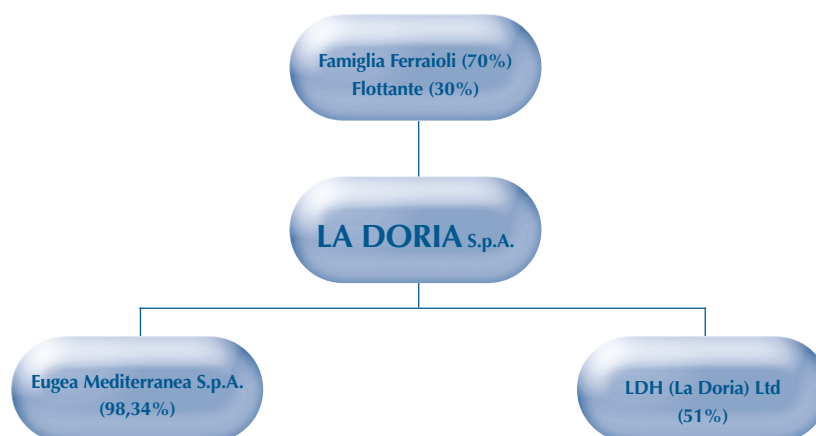 Famiglia Ferraioli (70%)
Flottante (30%)
LA DORIA S.p.A.
Eugea Mediterranea S.p.A.
(98,34%)
LDH (La Doria) Ltd
(51%)